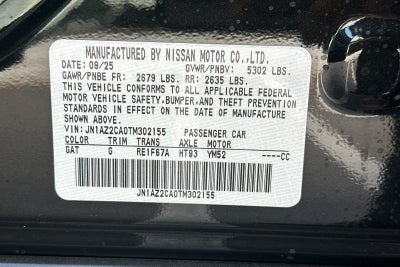 MANUFACTURED BY NISSAN MOTOR CO.,LTD.
DATE: 09/25 GVWR/PNBV: 5302 LBS.
GAWR/PNBE FR: 2679 LBS. RR: 2635 LBS.
THIS VEHICLE CONFORMS TO ALL APPLICABLE FEDERAL
MOTOR VEHICLE SAFETY,BUMPER,AND THEFT PREVENTION
STANDARDS IN EFFECT ON DATE OF MANUFACTURE
SHOWN ABOVE.
VIN: JN1AZ2CA0TM302155 PASSENGER CAR
COLOR TRIM TRANS AXLE MOTOR
GAT G RE1F67A HT93 YM52 ----CC
JN1AZ2CA0TM302155